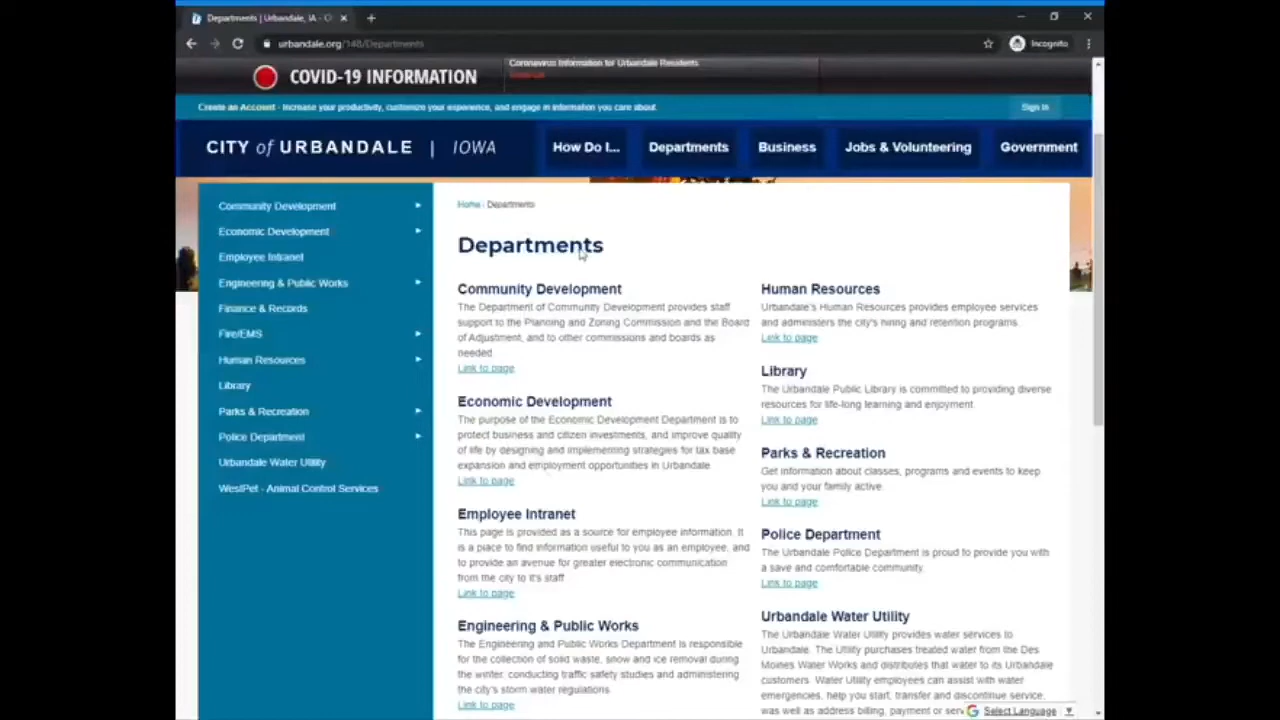 Departments | Urbandale, IA - O
urbandale.org/148/Departments
Incognito
COVID-19 INFORMATION
Coronavirus Information for Urbandale Residents
Create an Account - Increase your productivity, customize your experience, and engage in information you care about.
Sign In
CITY of URBANDALE | IOWA
How Do I...
Departments
Business
Jobs & Volunteering
Government
Community Development
Economic Development
Employee Intranet
Engineering & Public Works
Finance & Records
Fire/EMS
Human Resources
Library
Parks & Recreation
Police Department
Urbandale Water Utility
WestPet - Animal Control Services
Home › Departments
Departments
Community Development
The Department of Community Development provides staff
support to the Planning and Zoning Commission and the Board
of Adjustment, and to other commissions and boards as
needed
Link to page
Economic Development
The purpose of the Economic Development Department is to
protect business and citizen investments, and improve quality
of life by designing and implementing strategies for tax base
expansion and employment opportunities in Urbandale
Link to page
Employee Intranet
This page is provided as a source for employee information. It
is a place to find information useful to you as an employee, and
to provide an avenue for greater electronic communication
from the city to it's staff
Link to page
Engineering & Public Works
The Engineering and Public Works Department is responsible
for the collection of solid waste, snow and ice removal during
the winter, conducting traffic safety studies and administering
the city's storm water regulations.
Link to page
Human Resources
Urbandale's Human Resources provides employee services
and administers the city's hiring and retention programs.
Link to page
Library
The Urbandale Public Library is committed to providing diverse
resources for life-long learning and enjoyment.
Link to page
Parks & Recreation
Get information about classes, programs and events to keep
you and your family active.
Link to page
Police Department
The Urbandale Police Department is proud to provide you with
a save and comfortable community.
Link to page
Urbandale Water Utility
The Urbandale Water Utility provides water services to
Urbandale. The Utility purchases treated water from the Des
Moines Water Works and distributes that water to its Urbandale
customers. Water Utility employees can assist with water
emergencies, help you start, transfer and discontinue service,
was well as address billing, payment or serv
Select Language